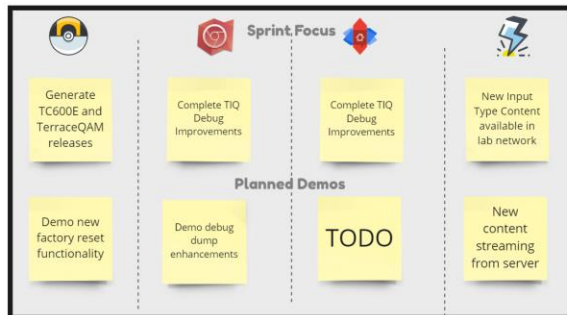 Sprint Focus
Generate
TC600E and
TerraceQAM
releases
Complete TIQ
Debug
Improvements
Complete TIQ
Debug
Improvements
New Input
Type Content
available in
lab network
Planned Demos
Demo new
factory reset
functionality
Demo debug
dump
enhancements
TODO
New
content
streaming
from server